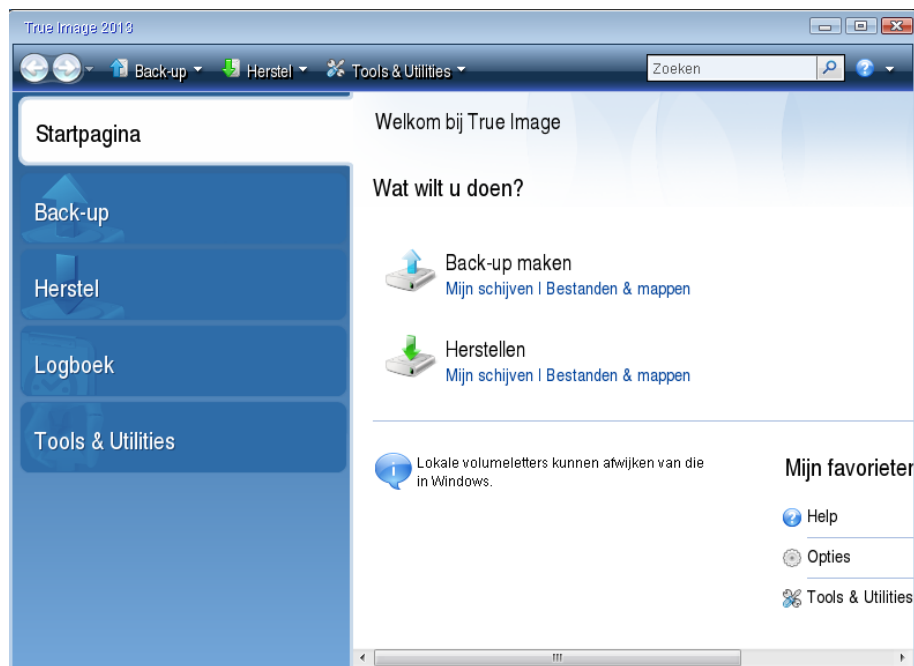 True Image 2013
Back-up Herstel Tools & Utilities Zoeken
Startpagina
Back-up
Herstel
Logboek
Tools & Utilities
Welkom bij True Image
Wat wilt u doen?
Back-up maken
Mijn schijven | Bestanden & mappen
Herstellen
Mijn schijven | Bestanden & mappen
Lokale volumeletters kunnen afwijken van die
in Windows.
Mijn favorieten
Help
Opties
Tools & Utilities